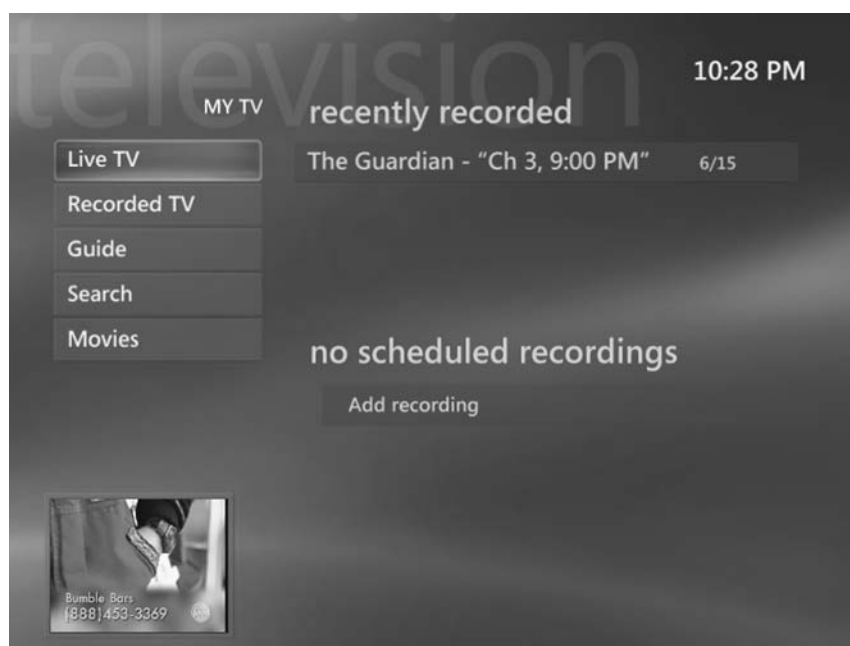 television
10:28 PM
MY TV
recently recorded
Live TV
The Guardian - “Ch 3, 9:00 PM” 6/15
Recorded TV
Guide
Search
Movies
no scheduled recordings
Add recording
Bumble Bars
(888)453-3369